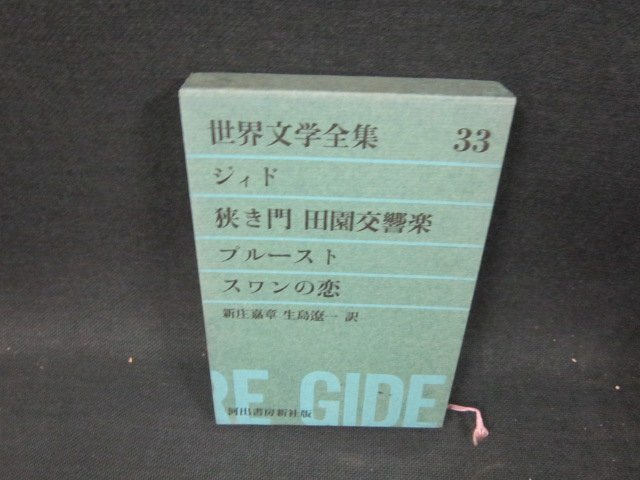 世界文学全集 33
ジィド
狭き門 田園交響楽
プルースト
スワンの恋
新庄嘉章 生島遼一 訳
RE GIDE
河出書房新社版